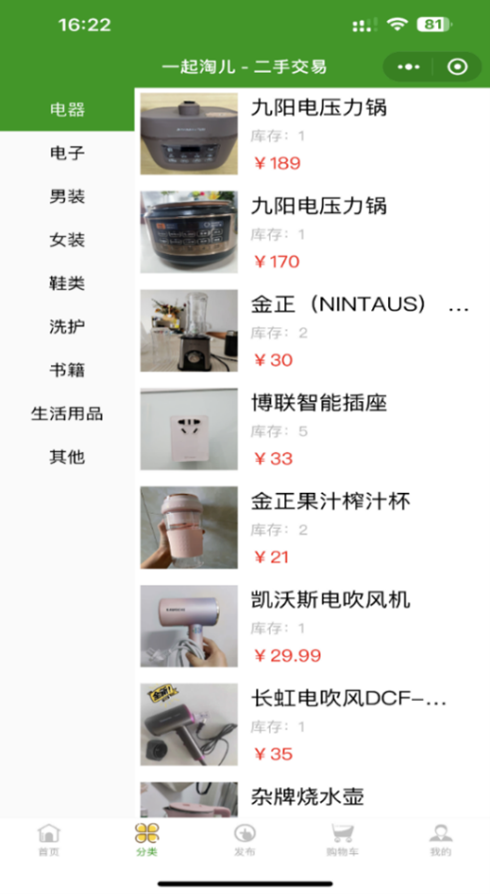 16:22
81
一起淘儿 - 二手交易
电器
电子
男装
女装
鞋类
洗护
书籍
生活用品
其他
九阳电压力锅
库存：1
￥189
九阳电压力锅
库存：1
￥170
金正（NINTAUS） ...
库存：2
￥30
博联智能插座
库存：5
￥33
金正果汁榨汁杯
库存：2
￥21
凯沃斯电吹风机
库存：1
￥29.99
长虹电吹风DCF-...
库存：1
￥35
杂牌烧水壶
首页
分类
发布
购物车
我的